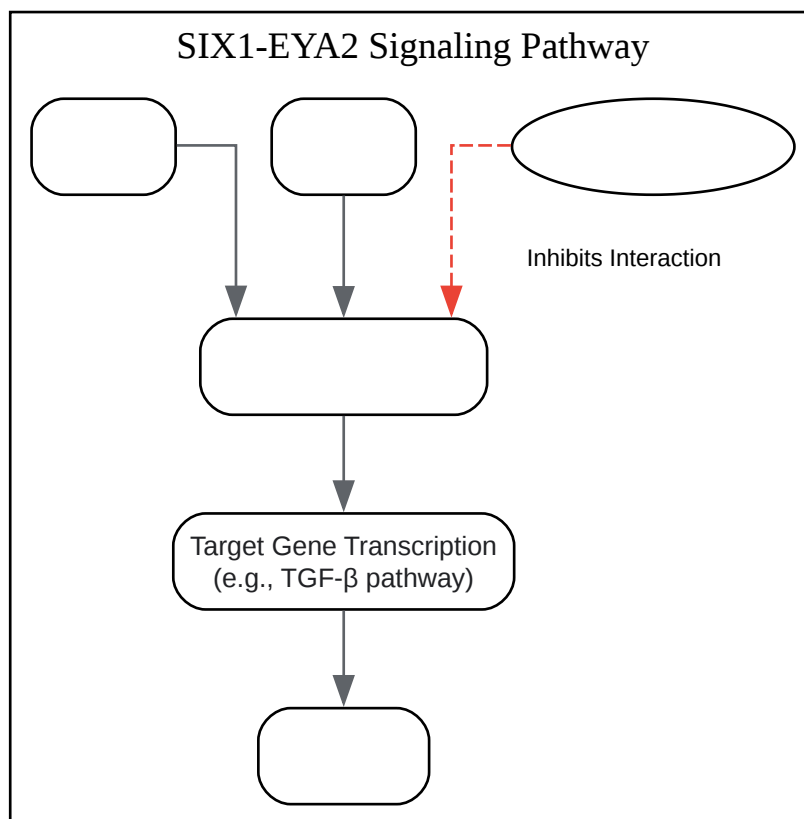 SIX1-EYA2 Signaling Pathway
Inhibits Interaction
Target Gene Transcription
(e.g., TGF-β pathway)